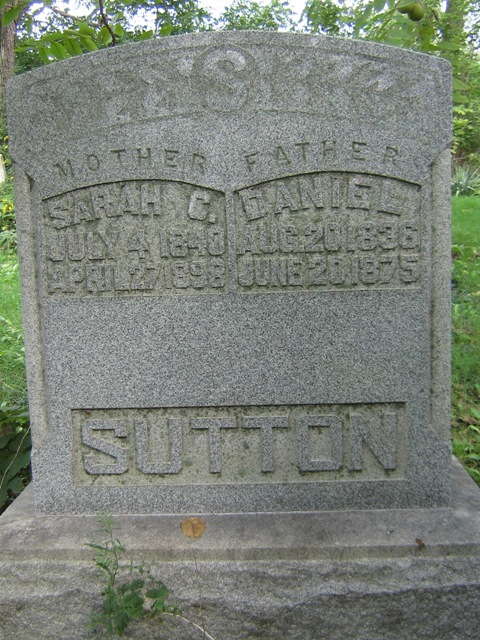 MOTHER FATHER
SARAH C. DANIEL
JULY 4 1840 AUG. 20, 1836
APRIL 27 1898 JUNE 20, 1875
SUTTON